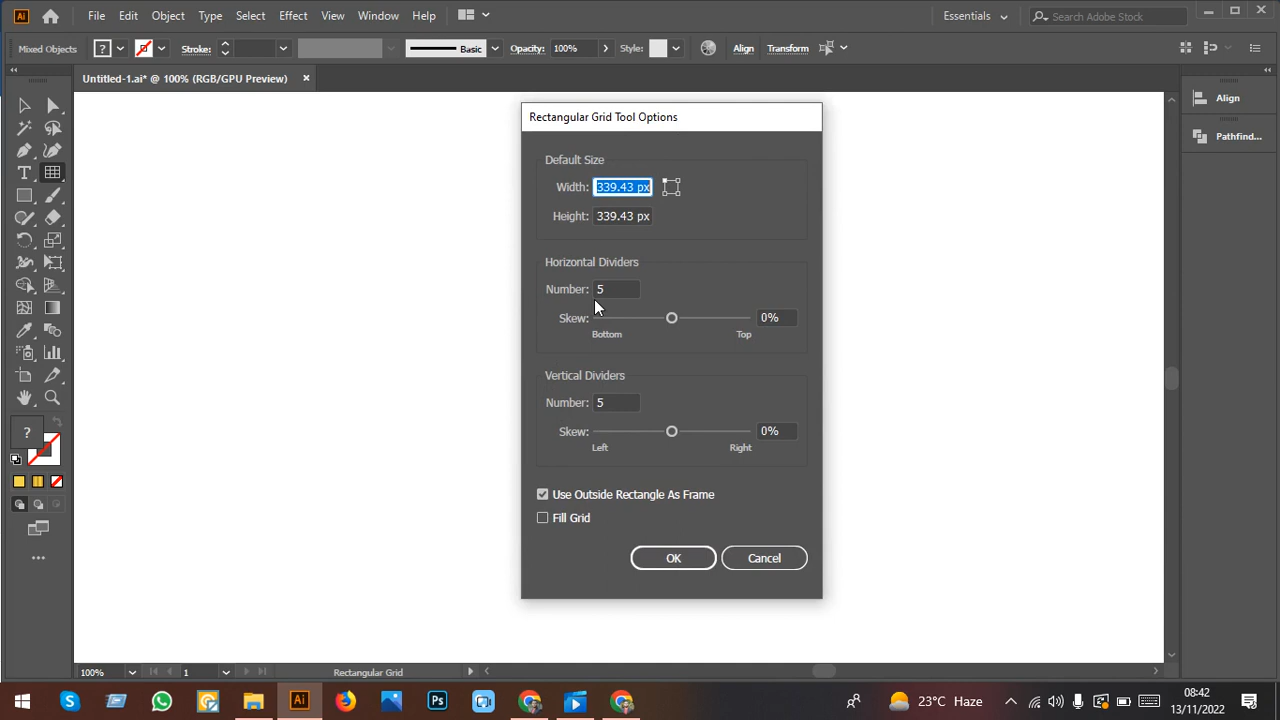 Ai File Edit Object Type Select Effect View Window Help Essentials Search Adobe Stock
Mixed Objects ? Stroke: Basic Opacity: 100% Style: Align Transform
Untitled-1.ai* @ 100% (RGB/GPU Preview) ×
Rectangular Grid Tool Options
Default Size
Width: 339.43 px
Height: 339.43 px
Horizontal Dividers
Number: 5
Skew: 0%
Bottom Top
Vertical Dividers
Number: 5
Skew: 0%
Left Right
Use Outside Rectangle As Frame
Fill Grid
OK Cancel
Align
Pathfind...
T
?
100% 1 Rectangular Grid
Ai Ps 23°C Haze 08:42
13/11/2022